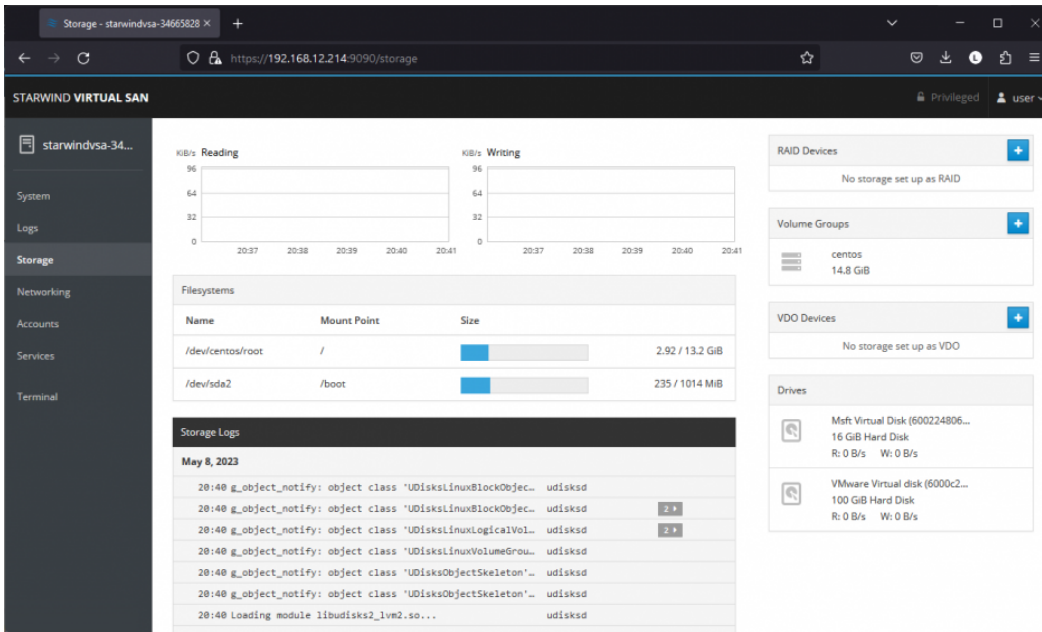 Storage - starwindvsa-34665828 × +
https://192.168.12.214:9090/storage
L
STARWIND VIRTUAL SAN
Privileged
user
starwindvsa-34...
System
Logs
Storage
Networking
Accounts
Services
Terminal
KiB/s Reading
96
64
32
0
20:37 20:38 20:39 20:40 20:41
KiB/s Writing
96
64
32
0
20:37 20:38 20:39 20:40 20:41
Filesystems
Name Mount Point Size
/dev/centos/root / 2.92 / 13.2 GiB
/dev/sda2 /boot 235 / 1014 MiB
Storage Logs
May 8, 2023
20:40 g_object_notify: object class 'UDisksLinuxBlockObjec… udisksd
20:40 g_object_notify: object class 'UDisksLinuxBlockObjec… udisksd 2
20:40 g_object_notify: object class 'UDisksLinuxLogicalVol… udisksd 2
20:40 g_object_notify: object class 'UDisksLinuxVolumeGrou… udisksd
20:40 g_object_notify: object class 'UDisksObjectSkeleton'… udisksd
20:40 g_object_notify: object class 'UDisksObjectSkeleton'… udisksd
20:40 Loading module libudisks2_lvm2.so... udisksd
RAID Devices
No storage set up as RAID
Volume Groups
centos
14.8 GiB
VDO Devices
No storage set up as VDO
Drives
Msft Virtual Disk (600224806...
16 GiB Hard Disk
R: 0 B/s W: 0 B/s
VMware Virtual disk (6000c2...
100 GiB Hard Disk
R: 0 B/s W: 0 B/s